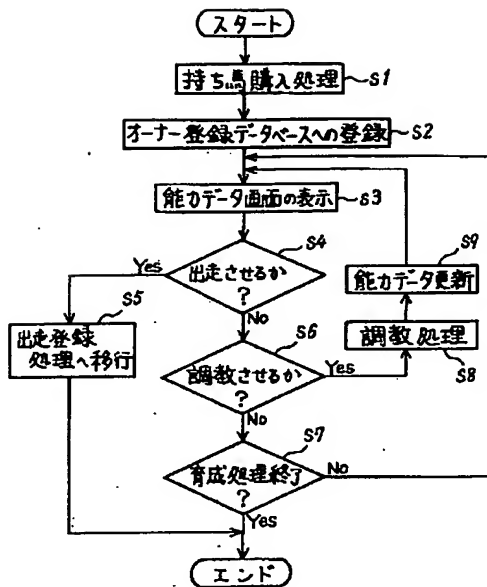 スタート
持ち馬購入処理
S1
オーナー登録データベースへの登録
S2
能力データ画面の表示
S3
S4
出走させるか
?
Yes
No
S5
出走登録
処理へ移行
S6
調教させるか
?
Yes
No
S9
能力データ更新
調教処理
S8
S7
育成処理終了
?
No
Yes
エンド